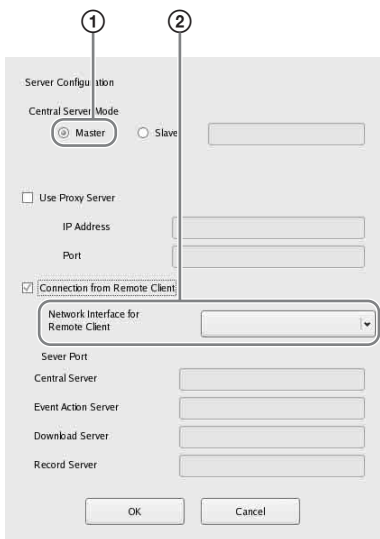 ① ②
Server Configuration
Central Server Mode
Master Slave
Use Proxy Server
IP Address
Port
Connection from Remote Client
Network Interface for
Remote Client
Sever Port
Central Server
Event Action Server
Download Server
Record Server
OK Cancel